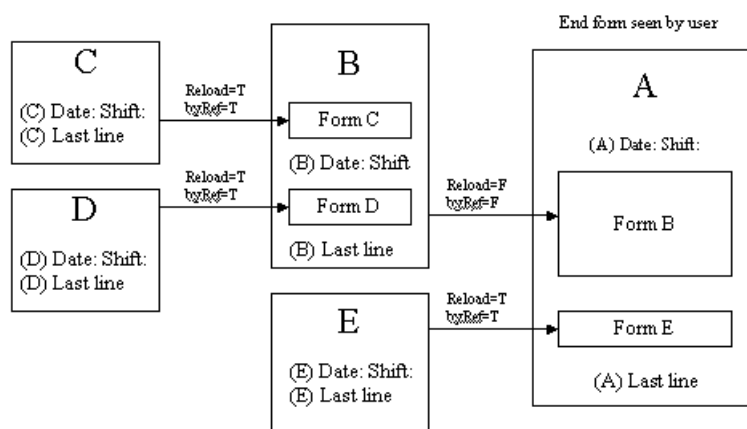 End form seen by user
C
(C) Date: Shift:
(C) Last line
Reload=T
byRef=T
B
Form C
(B) Date: Shift
Form D
(B) Last line
D
(D) Date: Shift:
(D) Last line
Reload=T
byRef=T
Reload=F
byRef=F
A
(A) Date: Shift:
Form B
Form E
(A) Last line
E
(E) Date: Shift:
(E) Last line
Reload=T
byRef=T